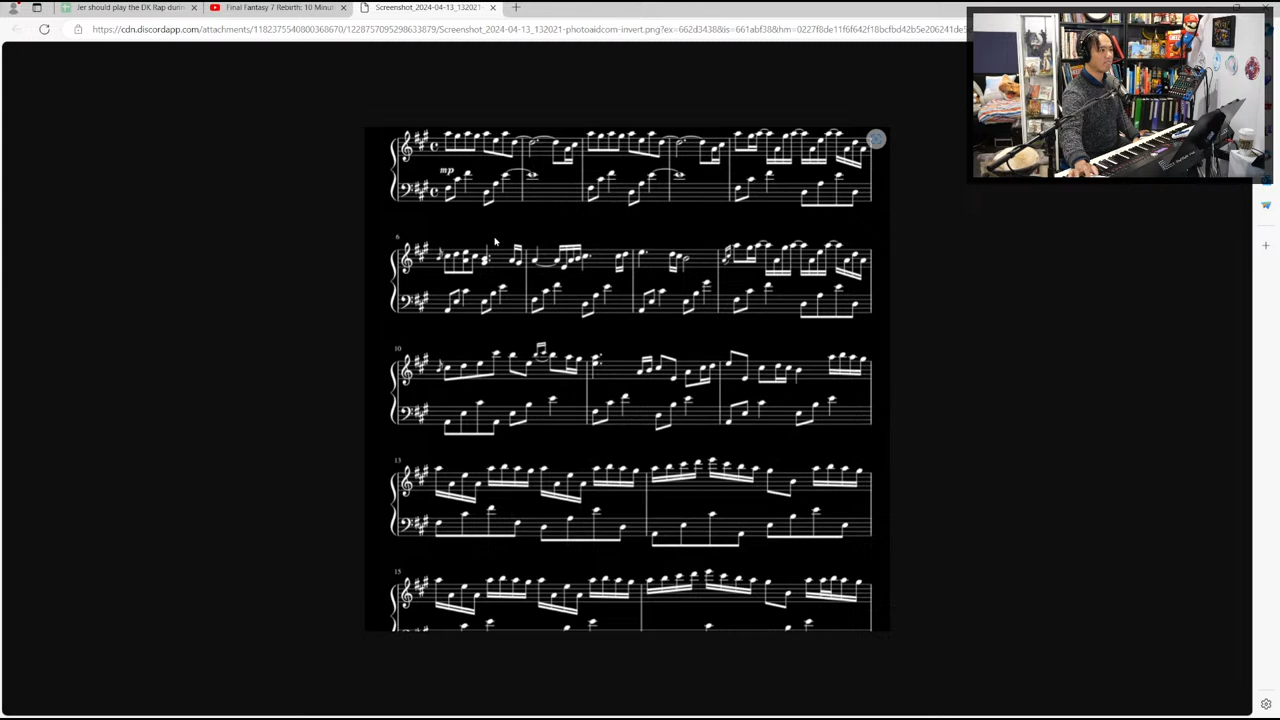 Jer should play the DK Rap durin
Final Fantasy 7 Rebirth: 10 Minut
Screenshot_2024-04-13_132021-
https://cdn.discordapp.com/attachments/1182375540800368670/1228757095298633879/Screenshot_2024-04-13_132021-photoaidcom-invert.png?ex=662d3438&is=661abf38&hm=0227f8de11f6f642f18bcfbd42b5e206241de5
mp
6
10
13
15